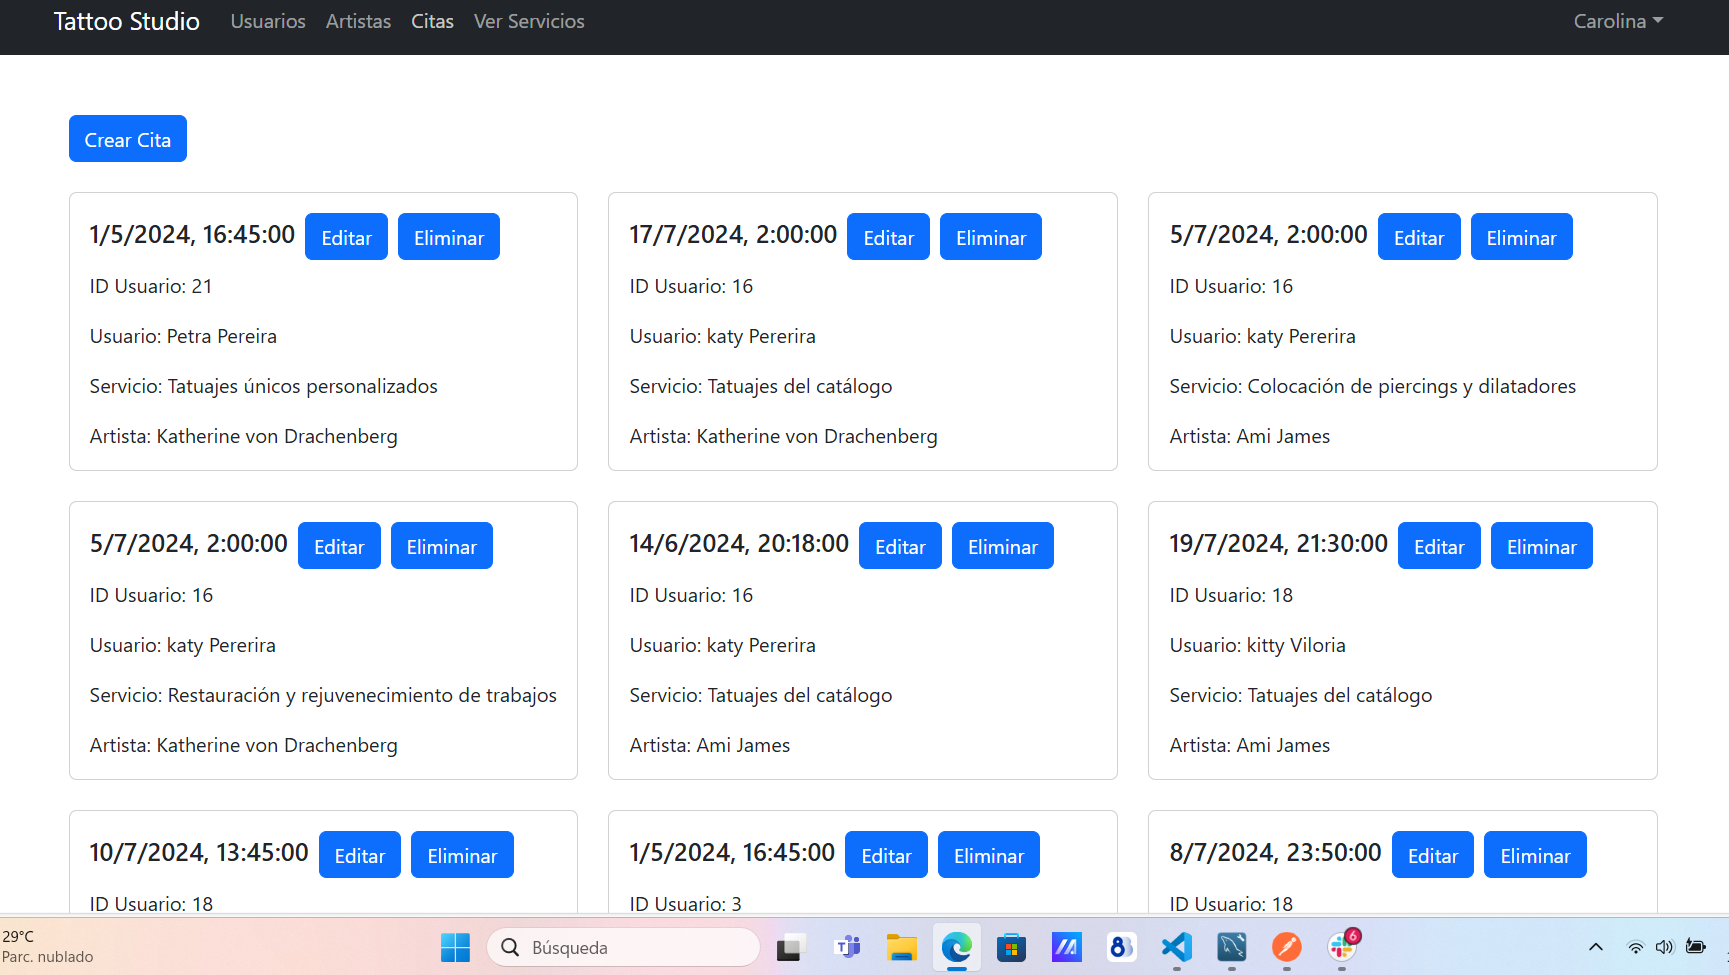 Tattoo Studio Usuarios Artistas Citas Ver Servicios Carolina
Crear Cita
1/5/2024, 16:45:00 Editar Eliminar
ID Usuario: 21
Usuario: Petra Pereira
Servicio: Tatuajes únicos personalizados
Artista: Katherine von Drachenberg
17/7/2024, 2:00:00 Editar Eliminar
ID Usuario: 16
Usuario: katy Pererira
Servicio: Tatuajes del catálogo
Artista: Katherine von Drachenberg
5/7/2024, 2:00:00 Editar Eliminar
ID Usuario: 16
Usuario: katy Pererira
Servicio: Colocación de piercings y dilatadores
Artista: Ami James
5/7/2024, 2:00:00 Editar Eliminar
ID Usuario: 16
Usuario: katy Pererira
Servicio: Restauración y rejuvenecimiento de trabajos
Artista: Katherine von Drachenberg
14/6/2024, 20:18:00 Editar Eliminar
ID Usuario: 16
Usuario: katy Pererira
Servicio: Tatuajes del catálogo
Artista: Ami James
19/7/2024, 21:30:00 Editar Eliminar
ID Usuario: 18
Usuario: kitty Viloria
Servicio: Tatuajes del catálogo
Artista: Ami James
10/7/2024, 13:45:00 Editar Eliminar
ID Usuario: 18
1/5/2024, 16:45:00 Editar Eliminar
ID Usuario: 3
8/7/2024, 23:50:00 Editar Eliminar
ID Usuario: 18
29°C
Parc. nublado
Búsqueda
T
8
6